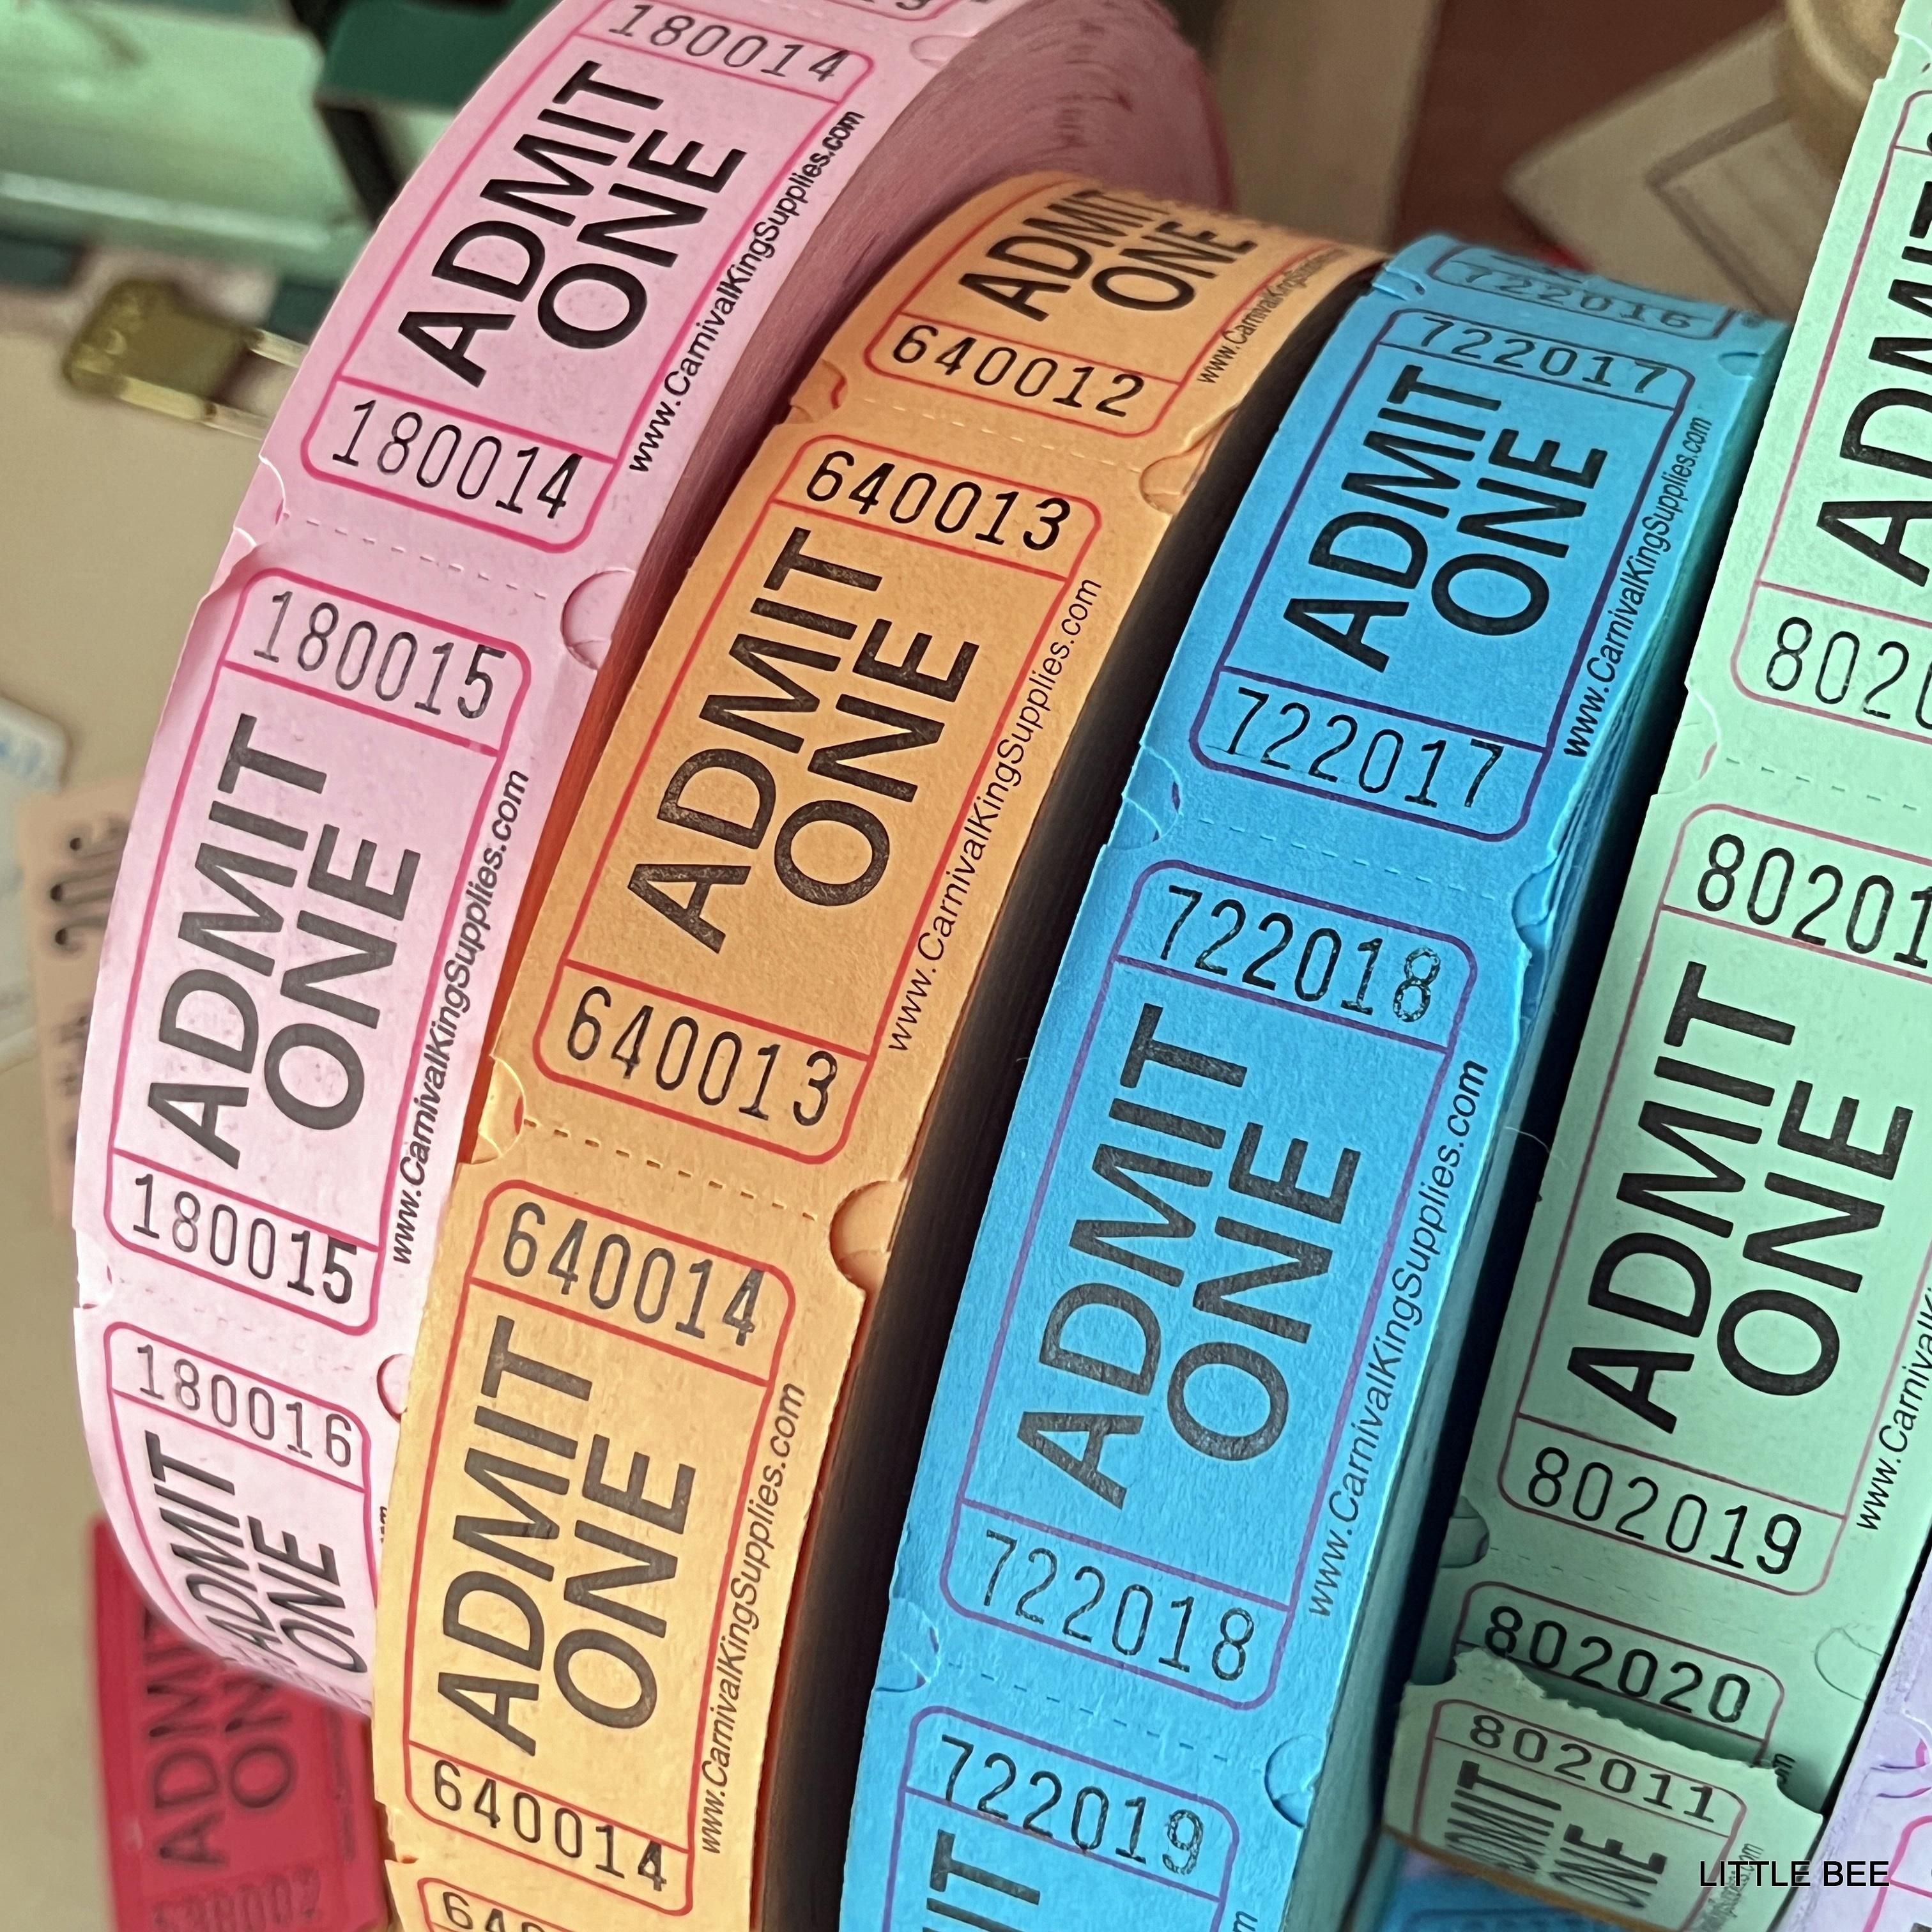 180014
ADMIT
ONE
180014
www.CarnivalKingSupplies.com
180015
ADMIT
ONE
180015
www.CarnivalKingSupplies.com
180016
ADMIT
ONE
ADMIT
ONE
640012
www.CarnivalKingSupplies.com
640013
ADMIT
ONE
640013
www.CarnivalKingSupplies.com
640014
ADMIT
ONE
640014
www.CarnivalKingSupplies.com
722016
722017
ADMIT
ONE
722017
www.CarnivalKingSupplies.com
722018
ADMIT
ONE
722018
www.CarnivalKingSupplies.com
722019
ADMIT
ONE
802019
802020
802011
ADMIT
ONE
ADMIT
ONE
LITTLE BEE